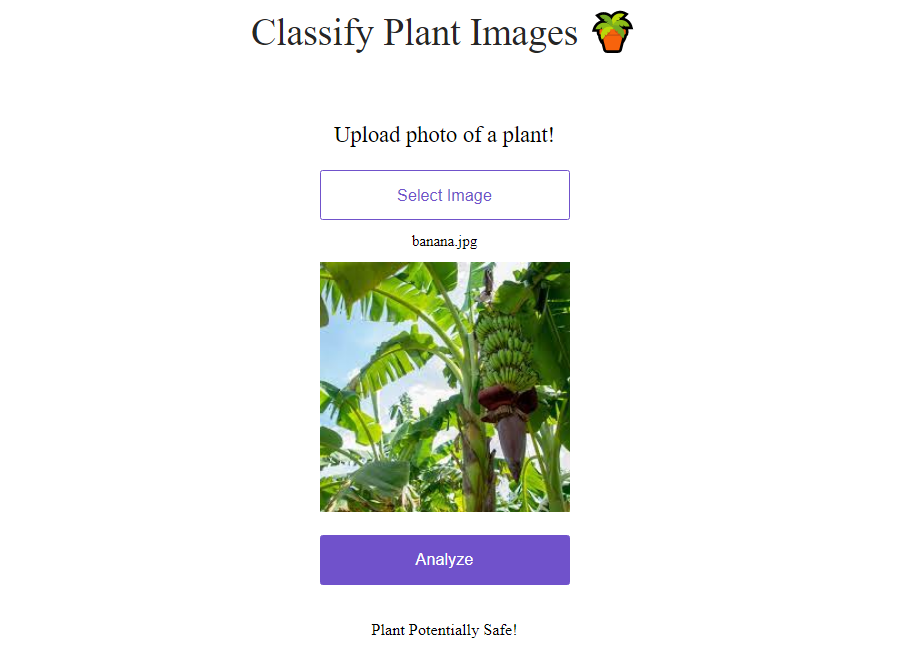 Classify Plant Images 🪴
Upload photo of a plant!
Select Image
banana.jpg
Analyze
Plant Potentially Safe!